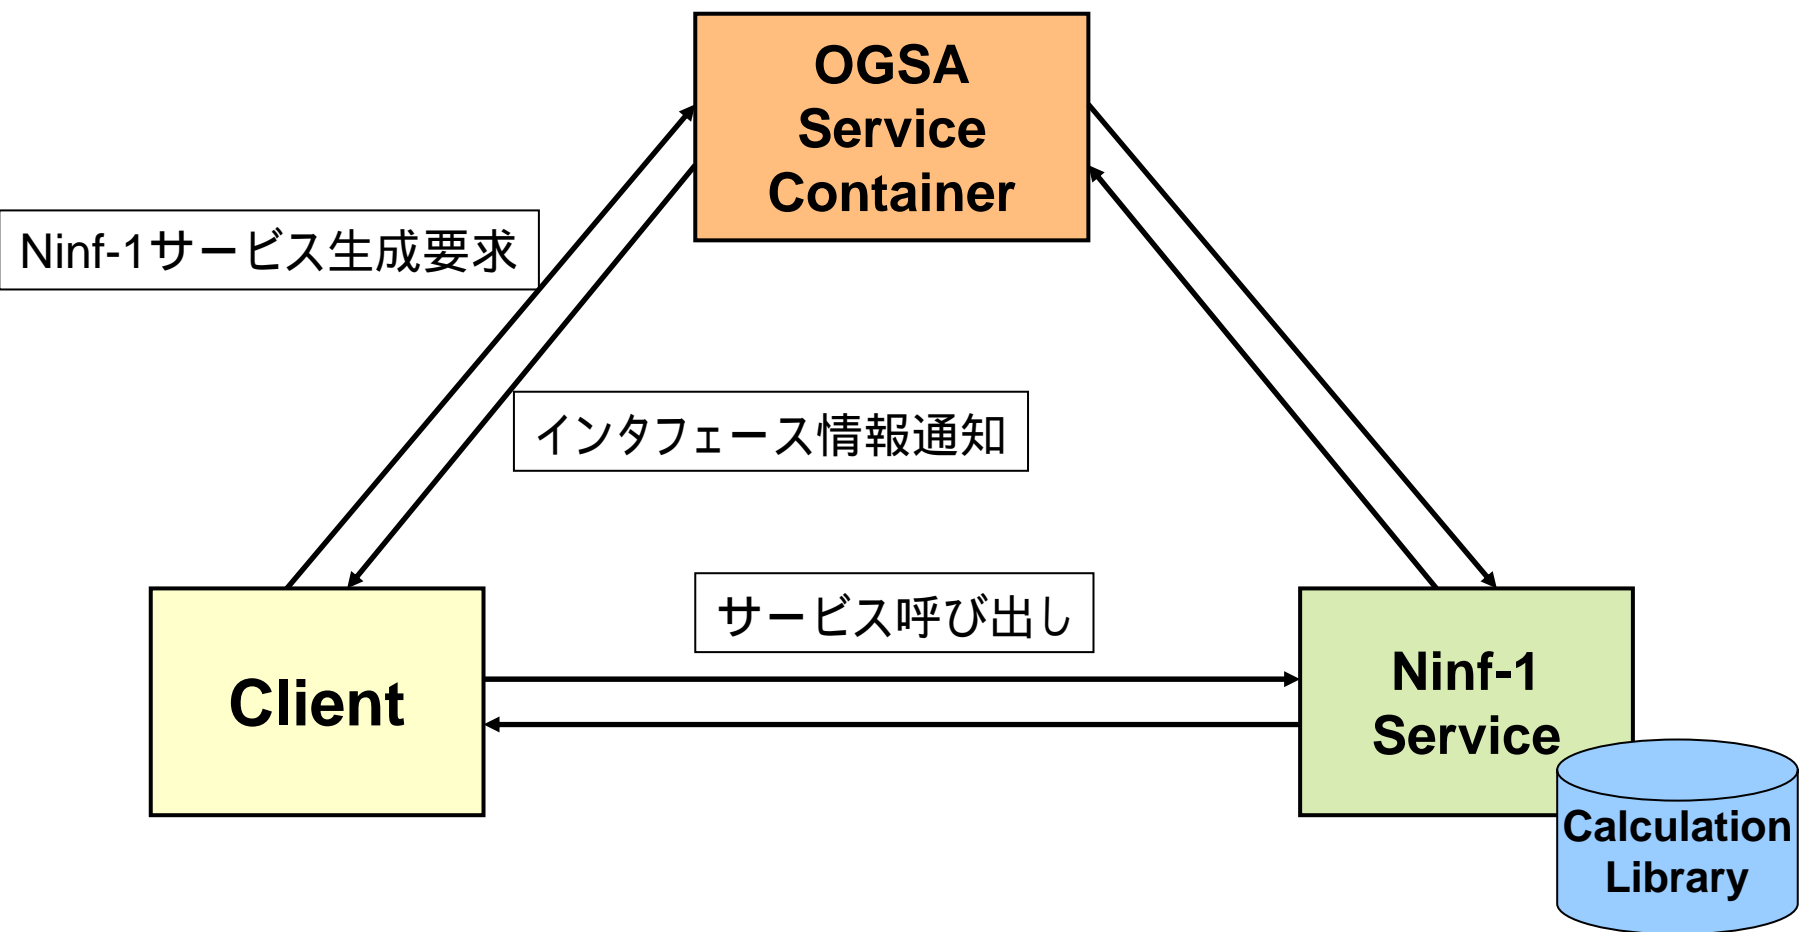 OGSA
Service
Container
Ninf-1サービス生成要求
インタフェース情報通知
サービス呼び出し
Client
Ninf-1
Service
Calculation
Library